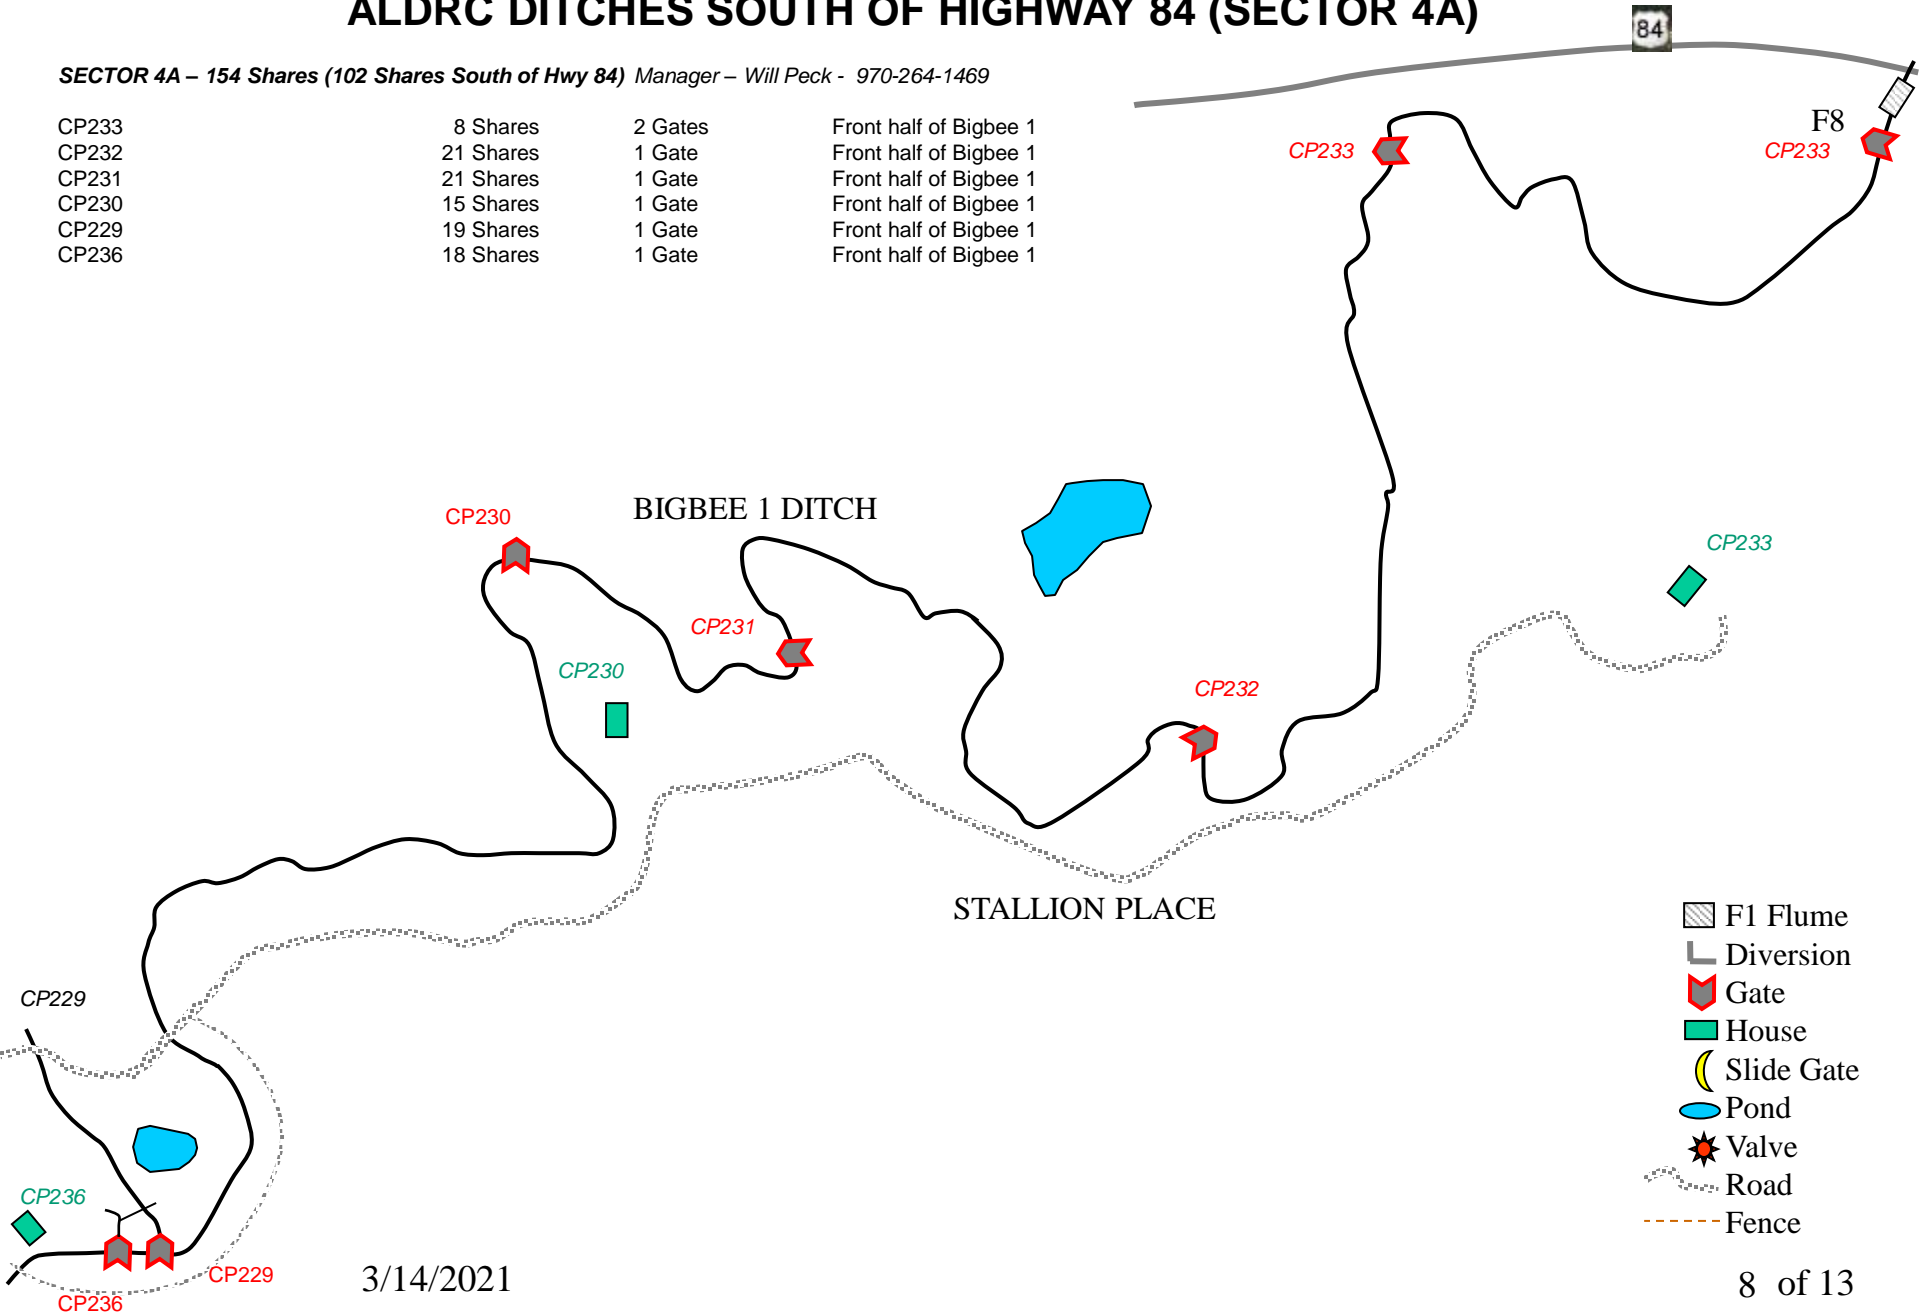 ALDRC DITCHES SOUTH OF HIGHWAY 84 (SECTOR 4A)
84
SECTOR 4A – 154 Shares (102 Shares South of Hwy 84) Manager – Will Peck - 970-264-1469
CP233 8 Shares 2 Gates Front half of Bigbee 1
CP232 21 Shares 1 Gate Front half of Bigbee 1
CP231 21 Shares 1 Gate Front half of Bigbee 1
CP230 15 Shares 1 Gate Front half of Bigbee 1
CP229 19 Shares 1 Gate Front half of Bigbee 1
CP236 18 Shares 1 Gate Front half of Bigbee 1
F8
CP233
CP233
CP230
BIGBEE 1 DITCH
CP233
CP231
CP230
CP232
STALLION PLACE
CP229
CP236
CP229
CP236
F1 Flume
Diversion
Gate
House
Slide Gate
Pond
Valve
Road
Fence
3/14/2021
8 of 13